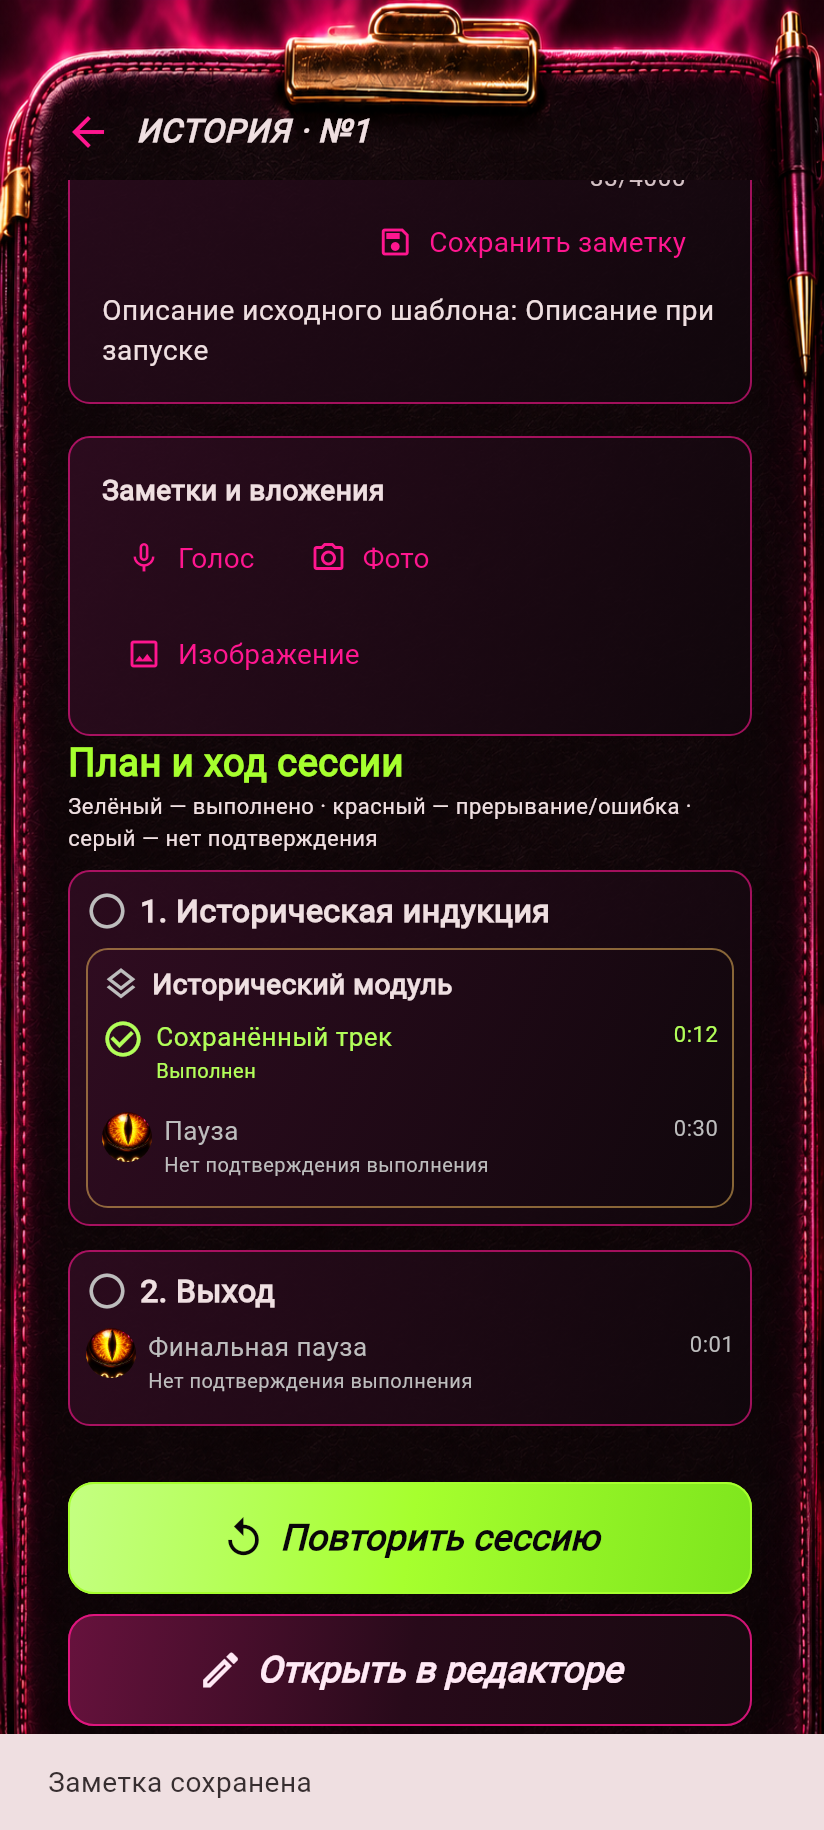 ИСТОРИЯ · №1
Сохранить заметку
Описание исходного шаблона: Описание при
запуске
Заметки и вложения
Голос
Фото
Изображение
План и ход сессии
Зелёный — выполнено · красный — прерывание/ошибка ·
серый — нет подтверждения
1. Историческая индукция
Исторический модуль
Сохранённый трек
0:12
Выполнен
Пауза
0:30
Нет подтверждения выполнения
2. Выход
Финальная пауза
0:01
Нет подтверждения выполнения
Повторить сессию
Открыть в редакторе
Заметка сохранена